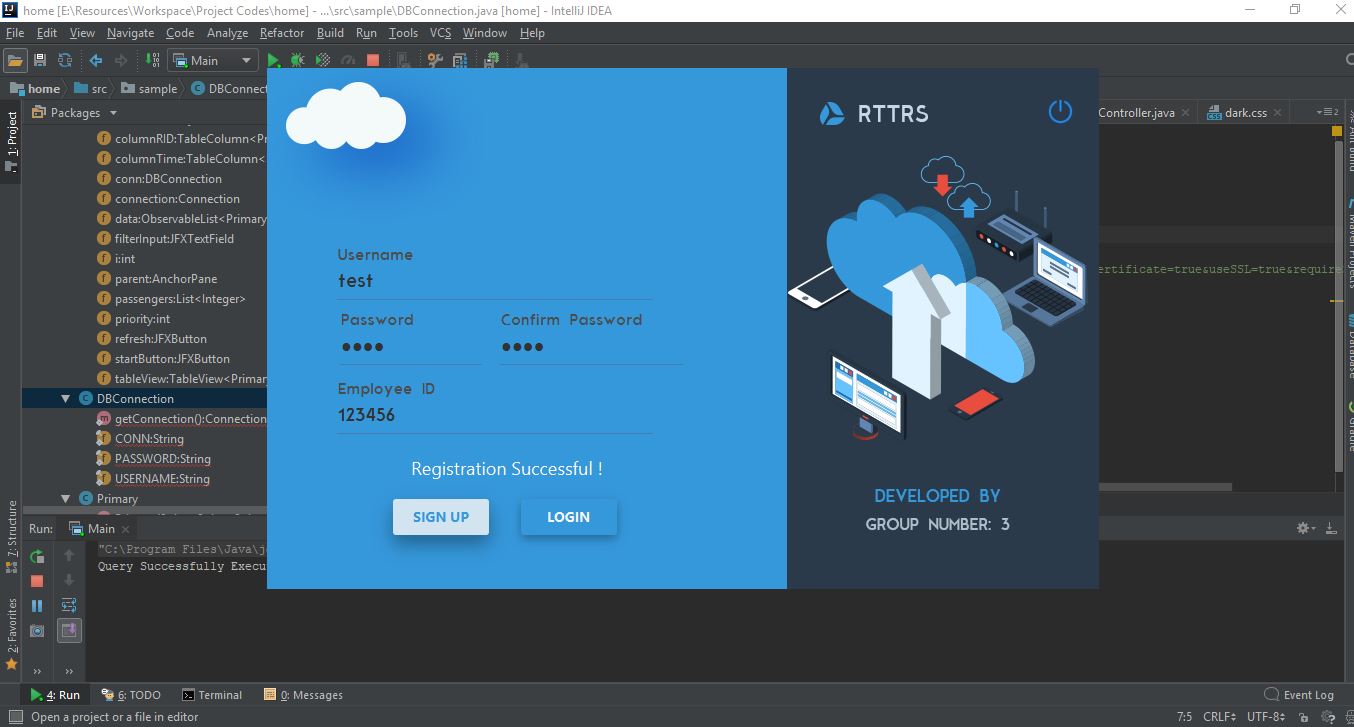 home [E:\Resources\Workspace\Project Codes\home] - ...\src\sample\DBConnection.java [home] - IntelliJ IDEA
File Edit View Navigate Code Analyze Refactor Build Run Tools VCS Window Help
Main
home src sample DBConnect
Packages
Controller.java dark.css
1: Project
columnRID:TableColumn<Pr
columnTime:TableColumn<
conn:DBConnection
connection:Connection
data:ObservableList<Primary
filterInput:JFXTextField
i:int
parent:AnchorPane
passengers:List<Integer>
priority:int
refresh:JFXButton
startButton:JFXButton
tableView:TableView<Primary
DBConnection
getConnection():Connection
CONN:String
PASSWORD:String
USERNAME:String
Primary
RTTRS
Username
test
Password Confirm Password
Employee ID
123456
Registration Successful !
SIGN UP LOGIN
DEVELOPED BY
GROUP NUMBER: 3
ertificate=true&useSSL=true&require
Ant Build
Maven Projects
Database
Gradle
7: Structure
2: Favorites
Run: Main
"C:\Program Files\Java\j
Query Successfully Execu
4: Run 6: TODO Terminal 0: Messages Event Log
Open a project or a file in editor 7:5 CRLF UTF-8